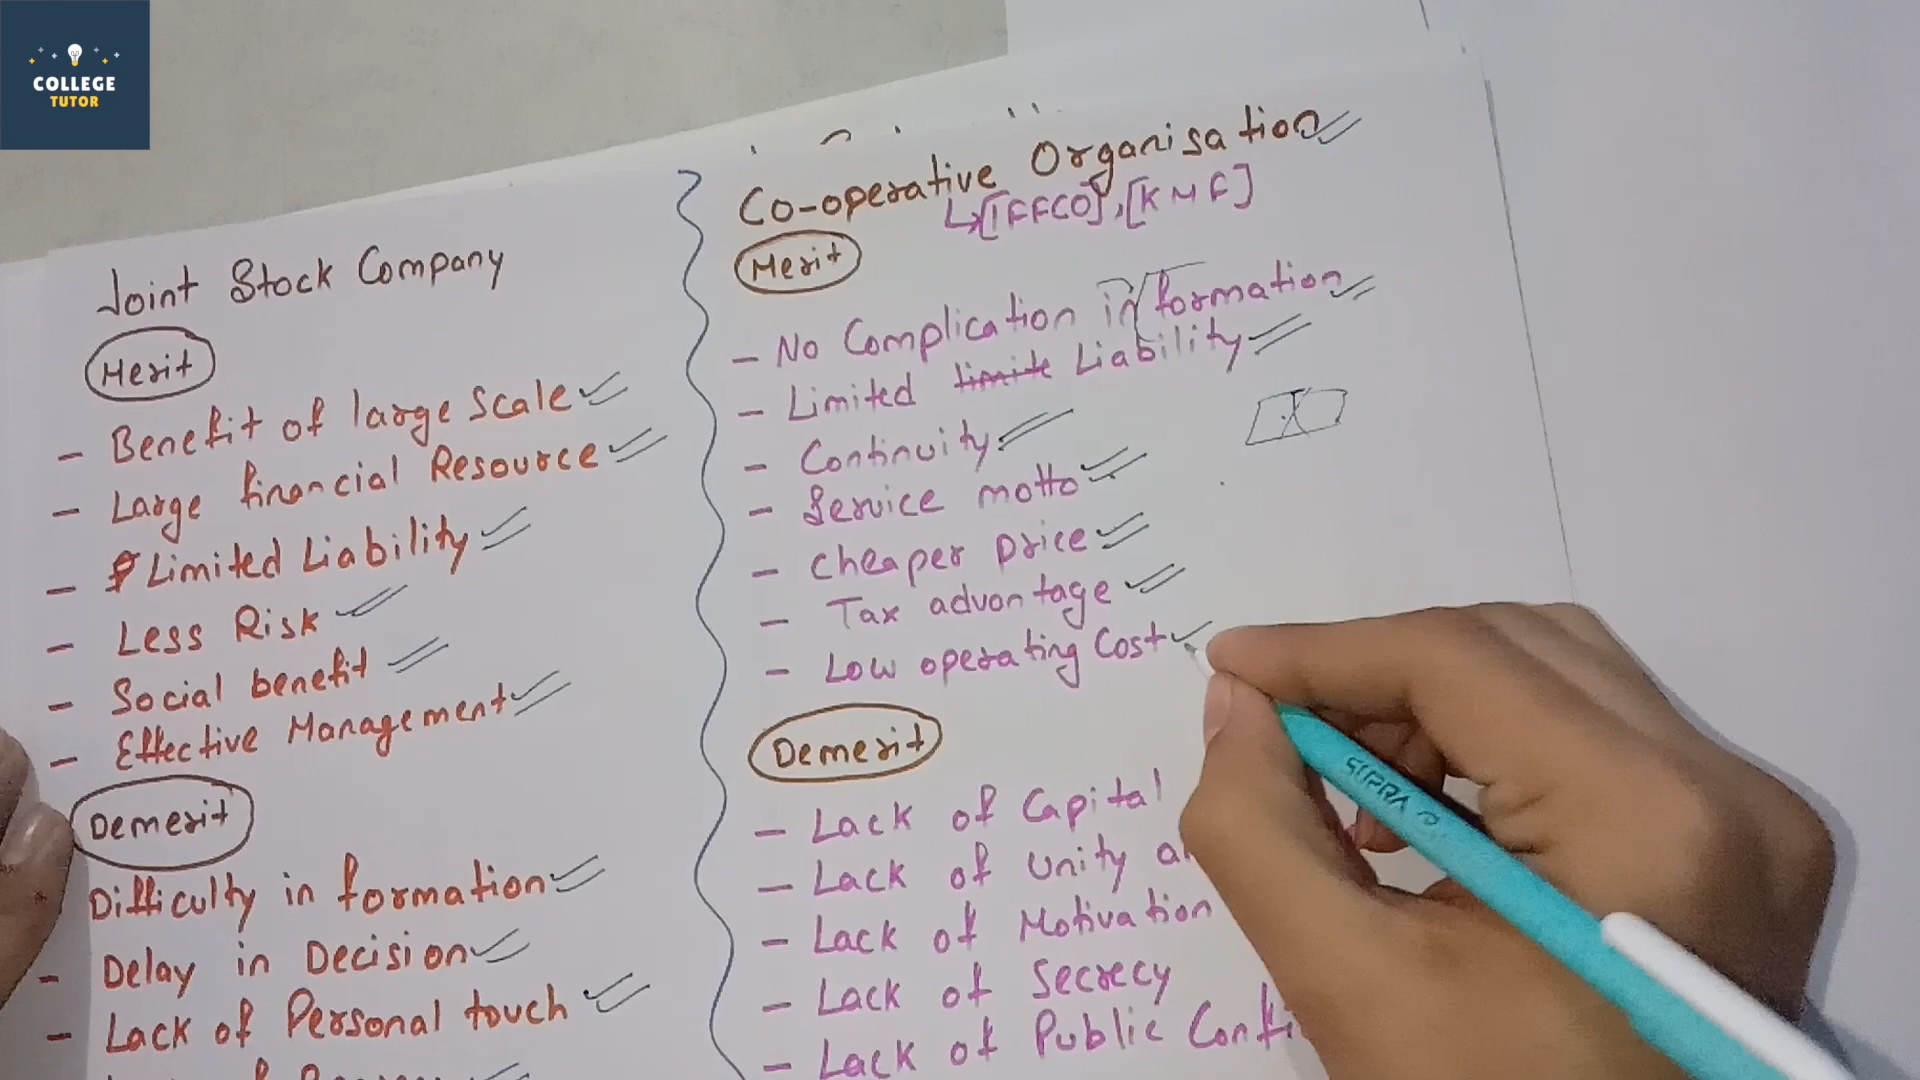 COLLEGE
TUTOR
Joint Stock Company
Merit
- Benefit of large Scale
- Large financial Resource
- Limited Liability
- Less Risk
- Social benefit
- Effective Management
Demerit
Difficulty in formation
- Delay in Decision
- Lack of Personal touch
Co-operative Organisation
[IFFCO], [KMF]
Merit
- No Complication in formation
- Limited limite Liability
- Continuity
- Service motto
- Cheaper price
- Tax advantage
- Low operating Cost
Demerit
- Lack of Capital
- Lack of Unity
- Lack of Motivation
- Lack of Secrecy
- Lack of Public
SUPRA